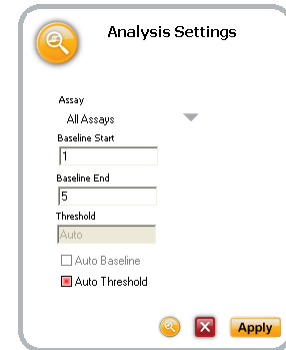 Analysis Settings
Assay
All Assays
Baseline Start
1
Baseline End
5
Threshold
Auto
Auto Baseline
Auto Threshold
Apply